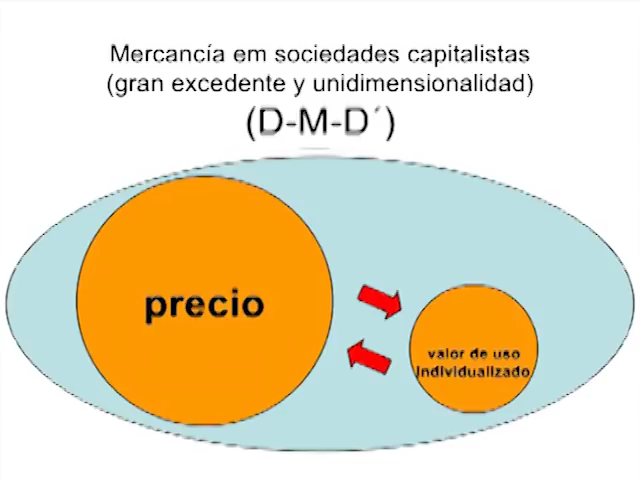 Mercancía em sociedades capitalistas
(gran excedente y unidimensionalidad)
(D-M-D´)
precio
valor de uso
individualizado